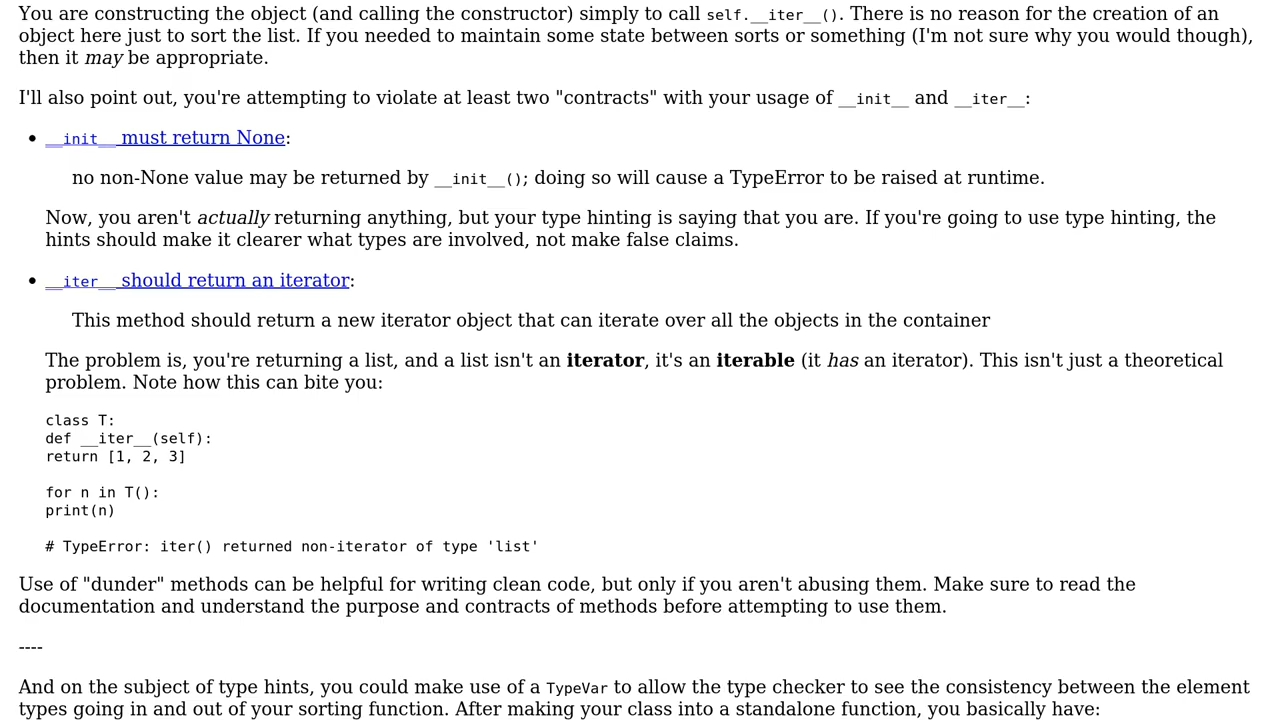 You are constructing the object (and calling the constructor) simply to call self.__iter__(). There is no reason for the creation of an
object here just to sort the list. If you needed to maintain some state between sorts or something (I'm not sure why you would though),
then it may be appropriate.
I'll also point out, you're attempting to violate at least two "contracts" with your usage of __init__ and __iter__:
• __init__ must return None:
no non-None value may be returned by __init__(); doing so will cause a TypeError to be raised at runtime.
Now, you aren't actually returning anything, but your type hinting is saying that you are. If you're going to use type hinting, the
hints should make it clearer what types are involved, not make false claims.
• __iter__ should return an iterator:
This method should return a new iterator object that can iterate over all the objects in the container
The problem is, you're returning a list, and a list isn't an iterator, it's an iterable (it has an iterator). This isn't just a theoretical
problem. Note how this can bite you:
class T:
def __iter__(self):
return [1, 2, 3]
for n in T():
print(n)
# TypeError: iter() returned non-iterator of type 'list'
Use of "dunder" methods can be helpful for writing clean code, but only if you aren't abusing them. Make sure to read the
documentation and understand the purpose and contracts of methods before attempting to use them.
----
And on the subject of type hints, you could make use of a TypeVar to allow the type checker to see the consistency between the element
types going in and out of your sorting function. After making your class into a standalone function, you basically have: